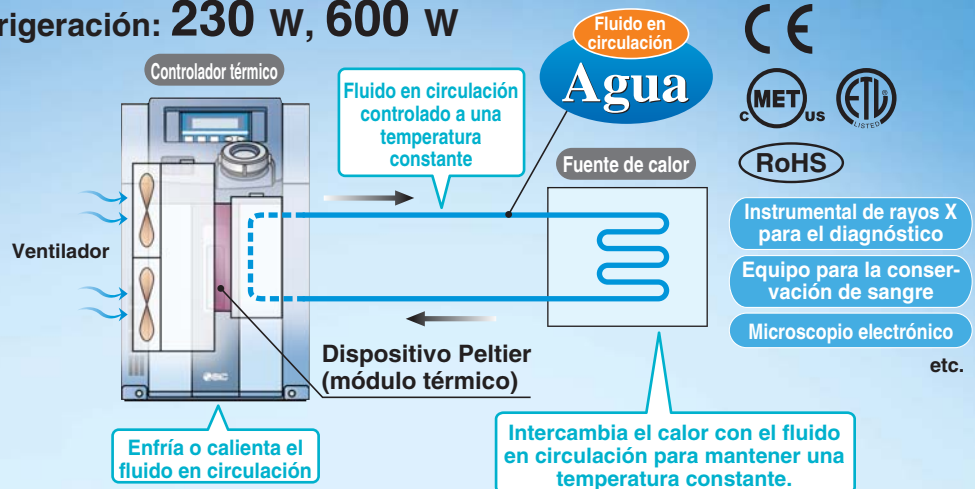 rigeración: 230 W, 600 W
Controlador térmico
Fluido en circulación
controlado a una
temperatura
constante
Fluido en
circulación
Agua
Fuente de calor
Ventilador
Dispositivo Peltier
(módulo térmico)
Enfría o calienta el
fluido en circulación
Intercambia el calor con el fluido
en circulación para mantener una
temperatura constante.
CE
c MET us
ETL
LISTED
RoHS
Instrumental de rayos X
para el diagnóstico
Equipo para la conser-
vación de sangre
Microscopio electrónico
etc.